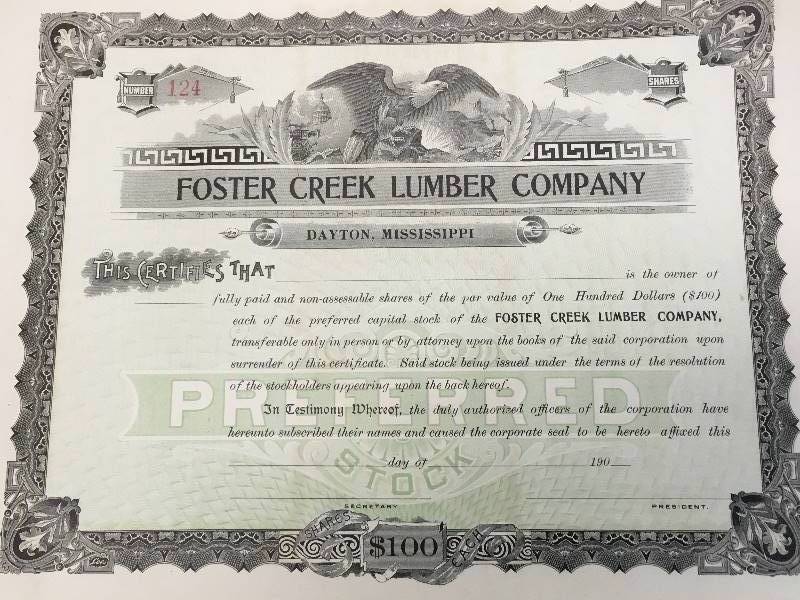 NUMBER 124 SHARES
FOSTER CREEK LUMBER COMPANY
DAYTON, MISSISSIPPI
THIS CERTIFIES THAT is the owner of
fully paid and non-assessable shares of the par value of One Hundred Dollars ($100)
each of the preferred capital stock of the FOSTER CREEK LUMBER COMPANY,
transferable only in person or by attorney upon the books of the said corporation upon
surrender of this certificate. Said stock being issued under the terms of the resolution
of the stockholders appearing upon the back hereof.
PREFERRED
In Testimony Whereof, the duly authorized officers of the corporation have
hereunto subscribed their names and caused the corporate seal to be hereto affixed this
day of 190
STOCK
SECRETARY PRESIDENT.
SHARES $100 EACH